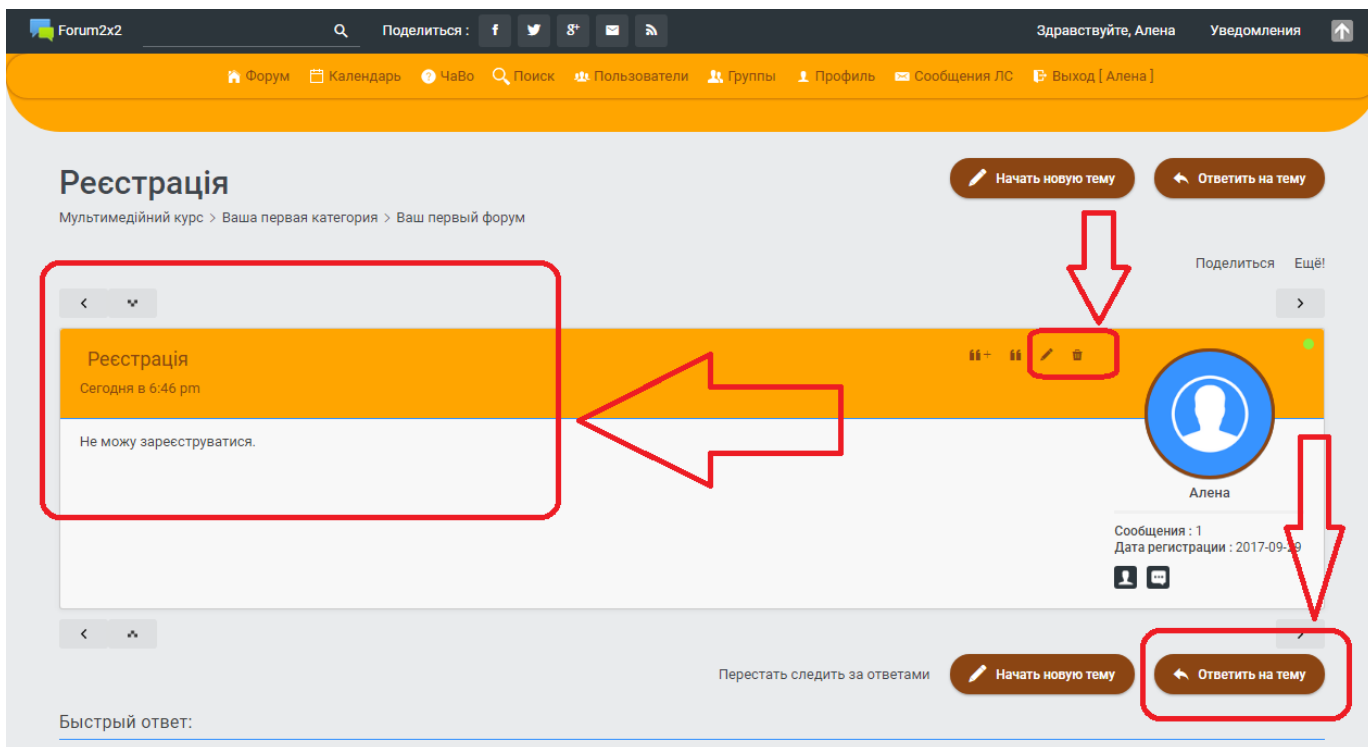 Forum2x2 Поделиться : Здравствуйте, Алена Уведомления
Форум Календарь ЧаВо Поиск Пользователи Группы Профиль Сообщения ЛС Выход [ Алена ]
Реєстрація
Начать новую тему Ответить на тему
Мультимедійний курс > Ваша первая категория > Ваш первый форум
Поделиться Ещё!
Реєстрація
Сегодня в 6:46 pm
Не можу зареєструватися.
Алена
Сообщения : 1
Дата регистрации : 2017-09-29
Перестать следить за ответами Начать новую тему Ответить на тему
Быстрый ответ: